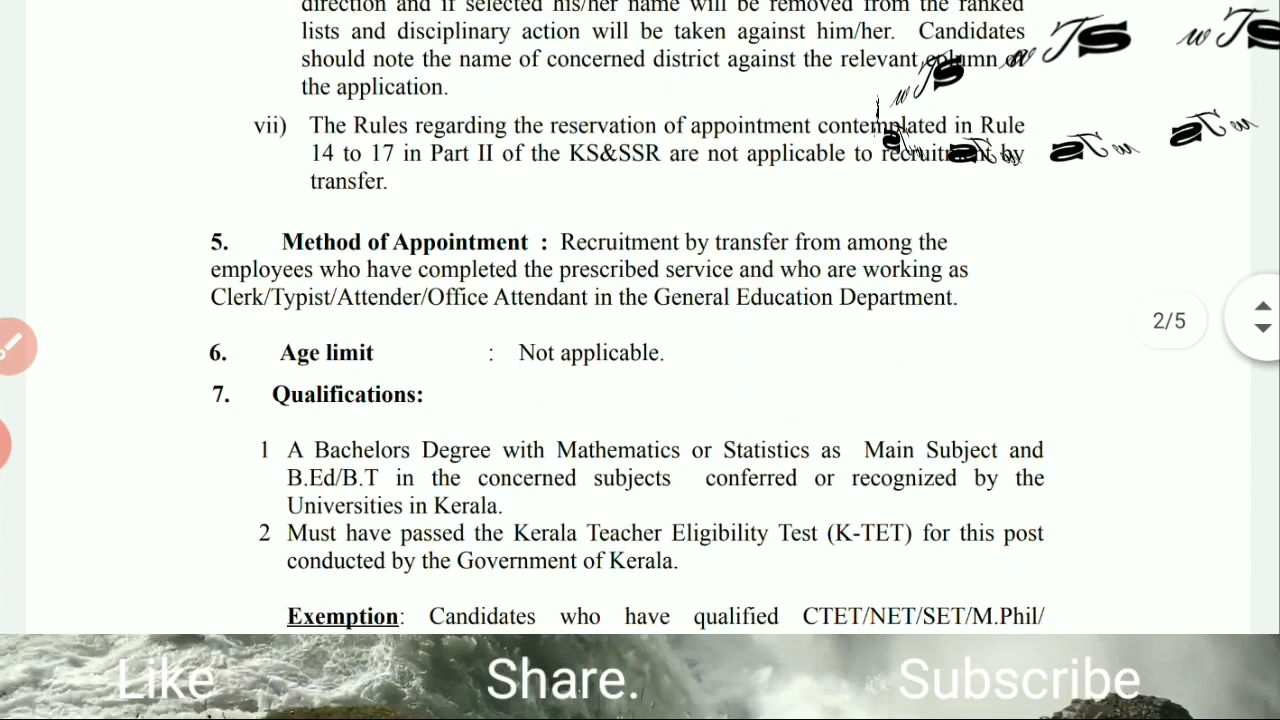 direction and if selected his/her name will be removed from the ranked
lists and disciplinary action will be taken against him/her. Candidates
should note the name of concerned district against the relevant column of
the application.
vii) The Rules regarding the reservation of appointment contemplated in Rule
14 to 17 in Part II of the KS&SSR are not applicable to recruitment by
transfer.
5. Method of Appointment : Recruitment by transfer from among the
employees who have completed the prescribed service and who are working as
Clerk/Typist/Attender/Office Attendant in the General Education Department.
2/5
6. Age limit : Not applicable.
7. Qualifications:
1 A Bachelors Degree with Mathematics or Statistics as Main Subject and
B.Ed/B.T in the concerned subjects conferred or recognized by the
Universities in Kerala.
2 Must have passed the Kerala Teacher Eligibility Test (K-TET) for this post
conducted by the Government of Kerala.
Exemption: Candidates who have qualified CTET/NET/SET/M.Phil/
Like Share. Subscribe